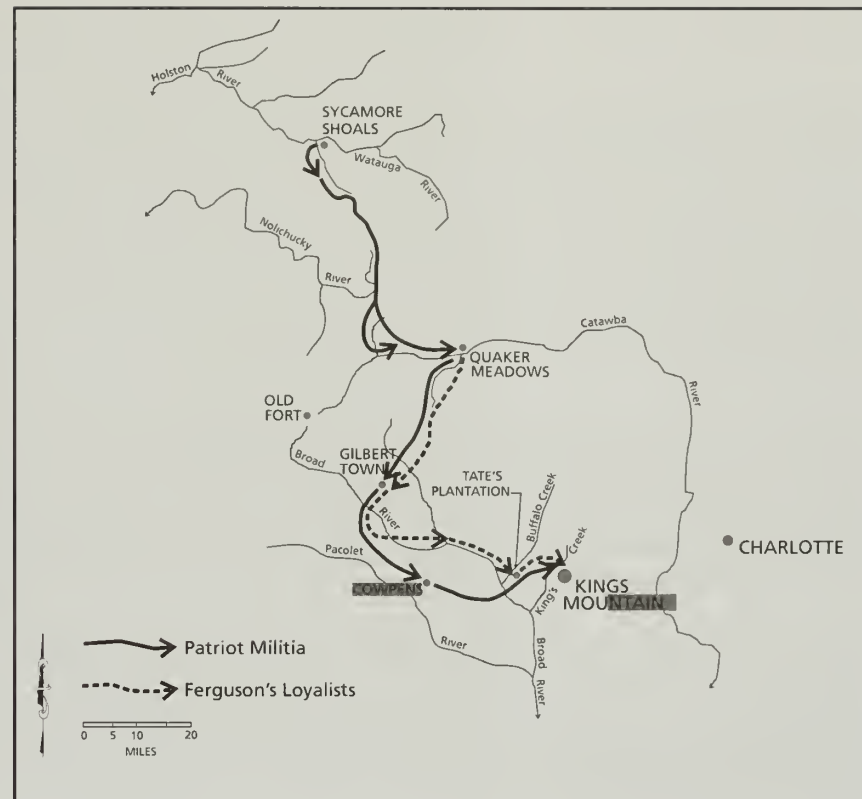 Holston
River
SYCAMORE
SHOALS
Watauga
River
Nolichucky
River
Catawba
River
QUAKER
MEADOWS
OLD
FORT
Broad
River
GILBERT
TOWN
TATE'S
PLANTATION
Buffalo Creek
King's Creek
Pacolet
River
COWPENS
KINGS
MOUNTAIN
CHARLOTTE
Broad
River
Patriot Militia
Ferguson's Loyalists
0 5 10 20
MILES